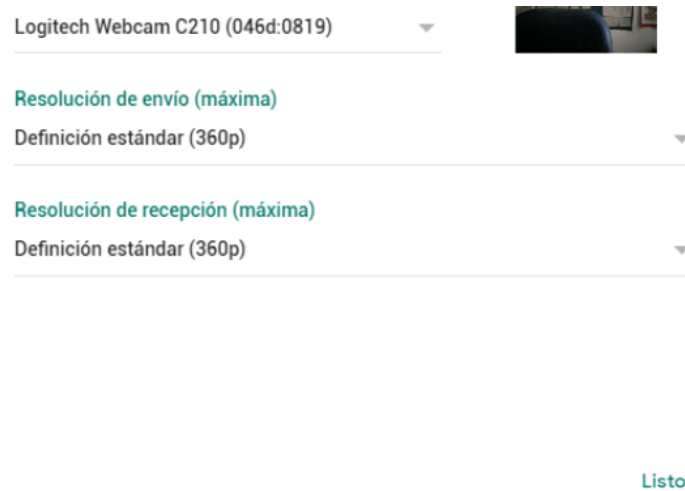 Logitech Webcam C210 (046d:0819)
Resolución de envío (máxima)
Definición estándar (360p)
Resolución de recepción (máxima)
Definición estándar (360p)
Listo